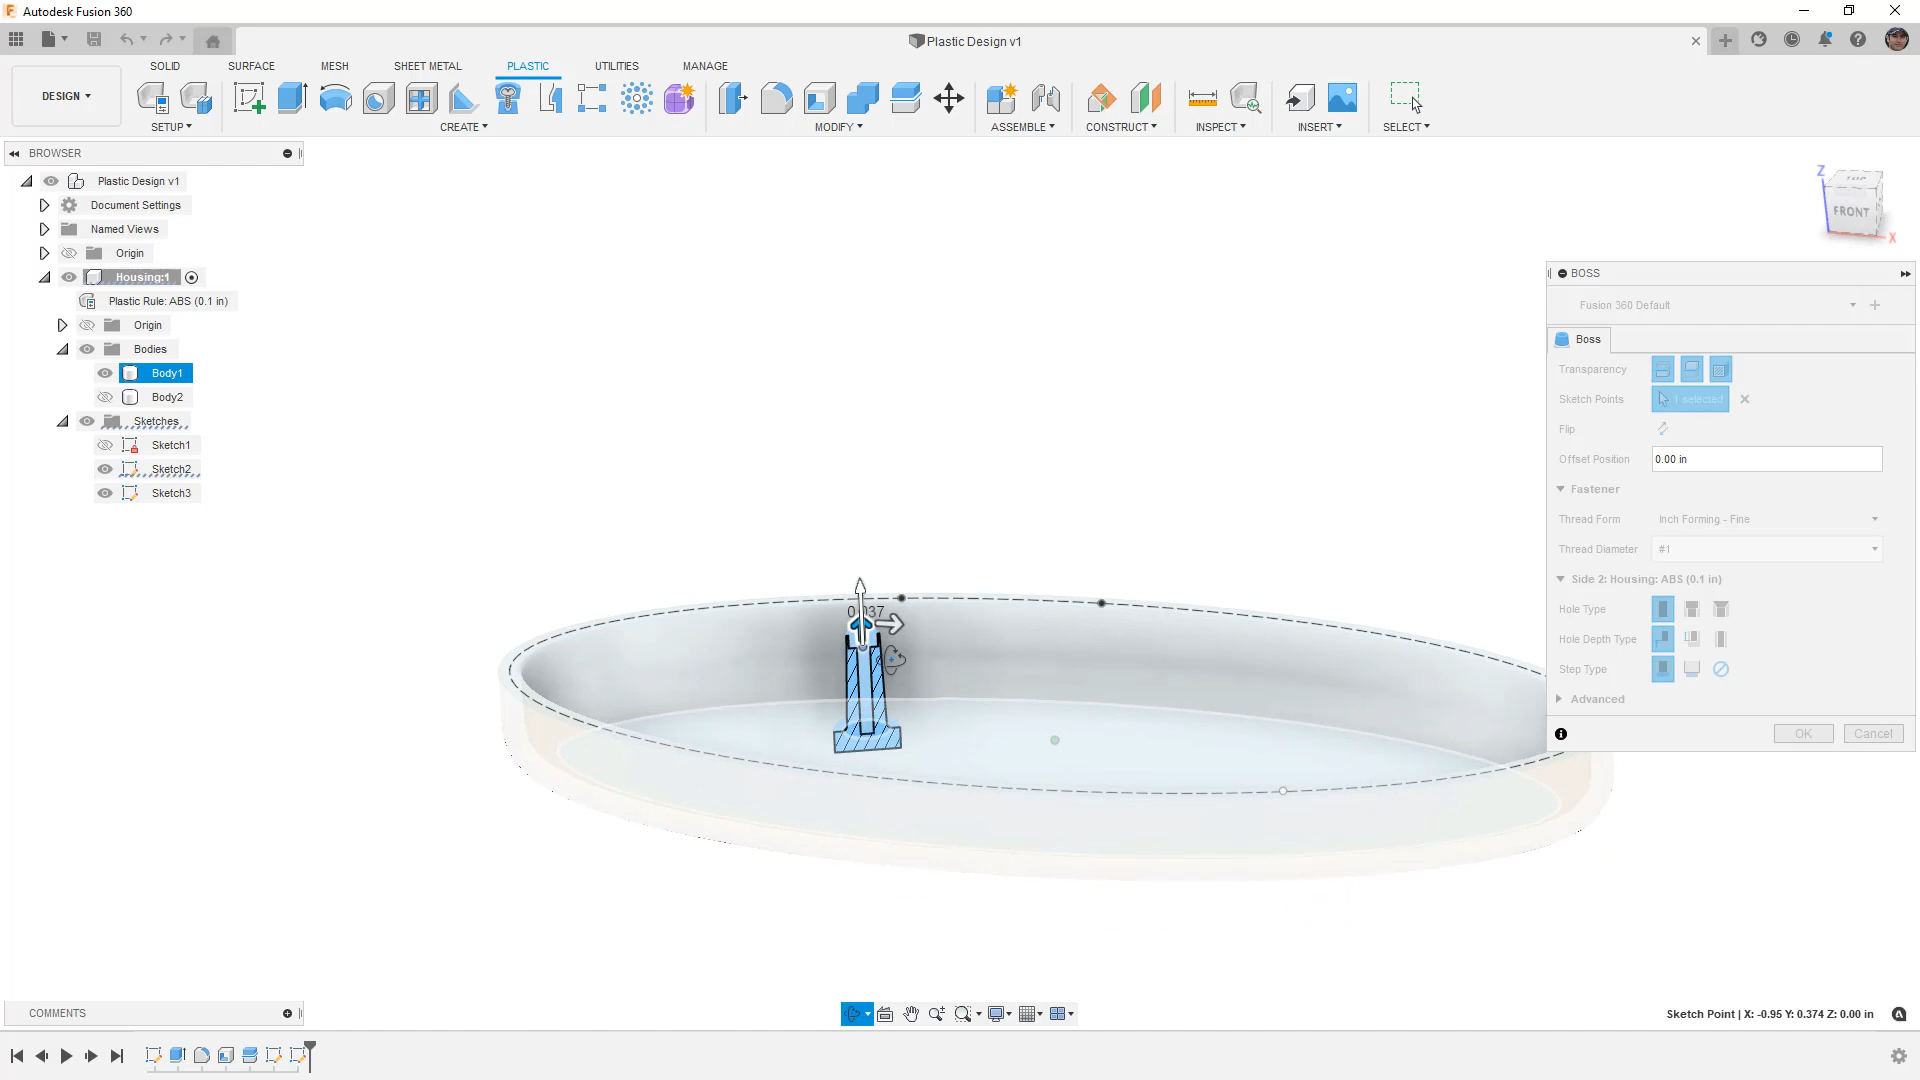 Autodesk Fusion 360
Plastic Design v1
SOLID SURFACE MESH SHEET METAL PLASTIC UTILITIES MANAGE
DESIGN
SETUP CREATE MODIFY ASSEMBLE CONSTRUCT INSPECT INSERT SELECT
BROWSER
Plastic Design v1
Document Settings
Named Views
Origin
Housing:1
Plastic Rule: ABS (0.1 in)
Origin
Bodies
Body1
Body2
Sketches
Sketch1
Sketch2
Sketch3
Z
TOP
FRONT
X
BOSS
Fusion 360 Default
Boss
Transparency
Sketch Points 1 selected
Flip
Offset Position 0.00 in
Fastener
Thread Form Inch Forming - Fine
Thread Diameter #1
Side 2: Housing: ABS (0.1 in)
Hole Type
Hole Depth Type
Step Type
Advanced
OK Cancel
COMMENTS
Sketch Point | X: -0.95 Y: 0.374 Z: 0.00 in